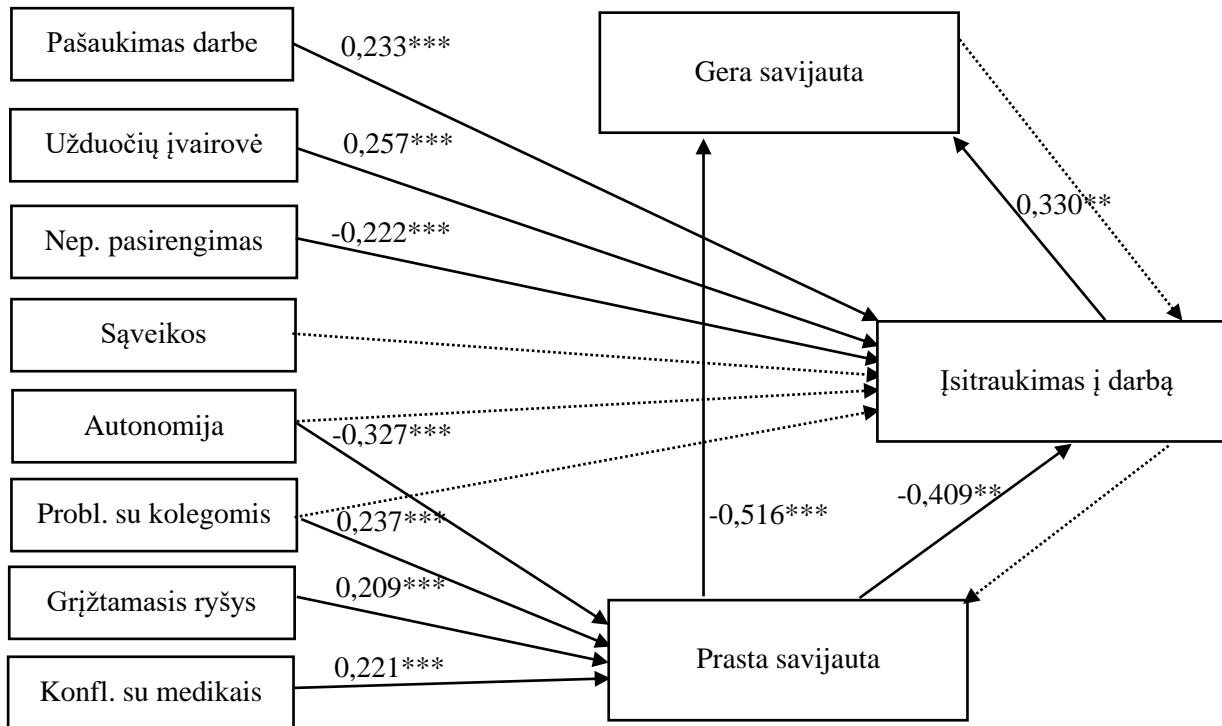 Pašaukimas darbe
0,233***
Gera savijauta
Užduočių įvairovė
0,257***
Nep. pasirengimas
-0,222***
0,330**
Sąveikos
Įsitraukimas į darbą
Autonomija
-0,327***
Probl. su kolegomis
0,237***
-0,516***
-0,409**
Grįžtamasis ryšys
0,209***
Prasta savijauta
Konfl. su medikais
0,221***